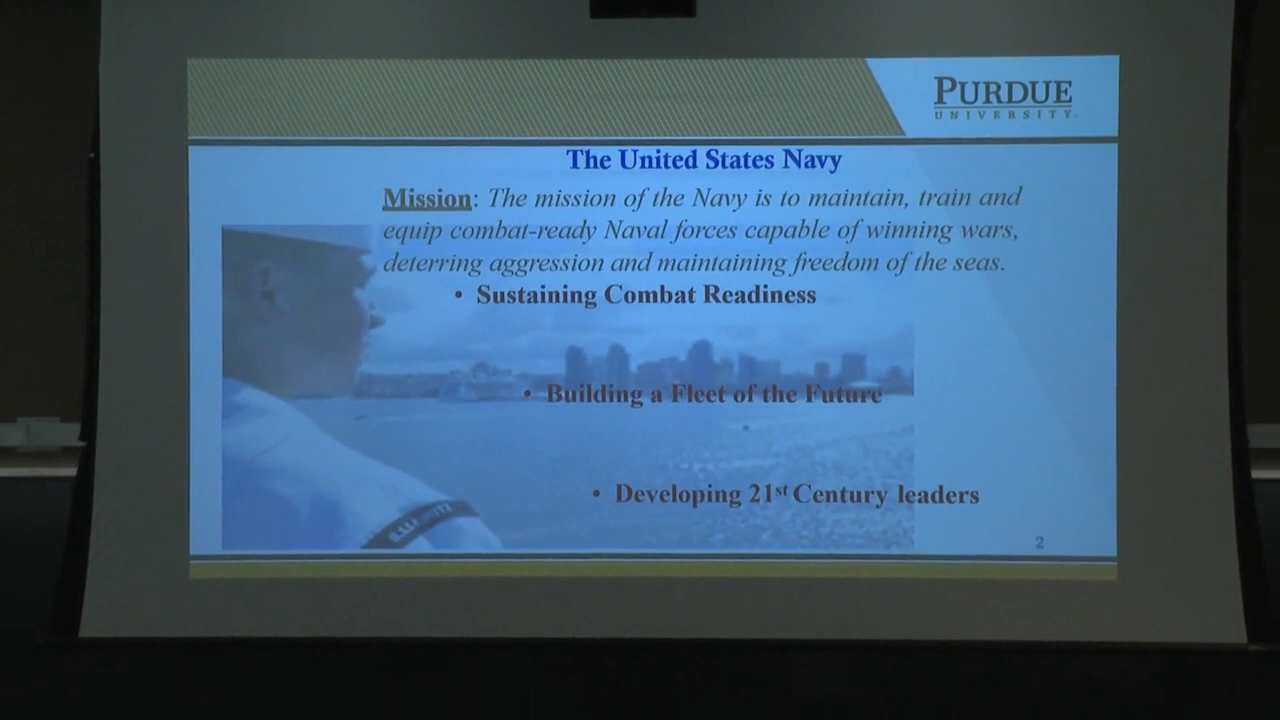 PURDUE
UNIVERSITY
The United States Navy
Mission: The mission of the Navy is to maintain, train and
equip combat-ready Naval forces capable of winning wars,
deterring aggression and maintaining freedom of the seas.
• Sustaining Combat Readiness
• Building a Fleet of the Future
• Developing 21st Century leaders
2